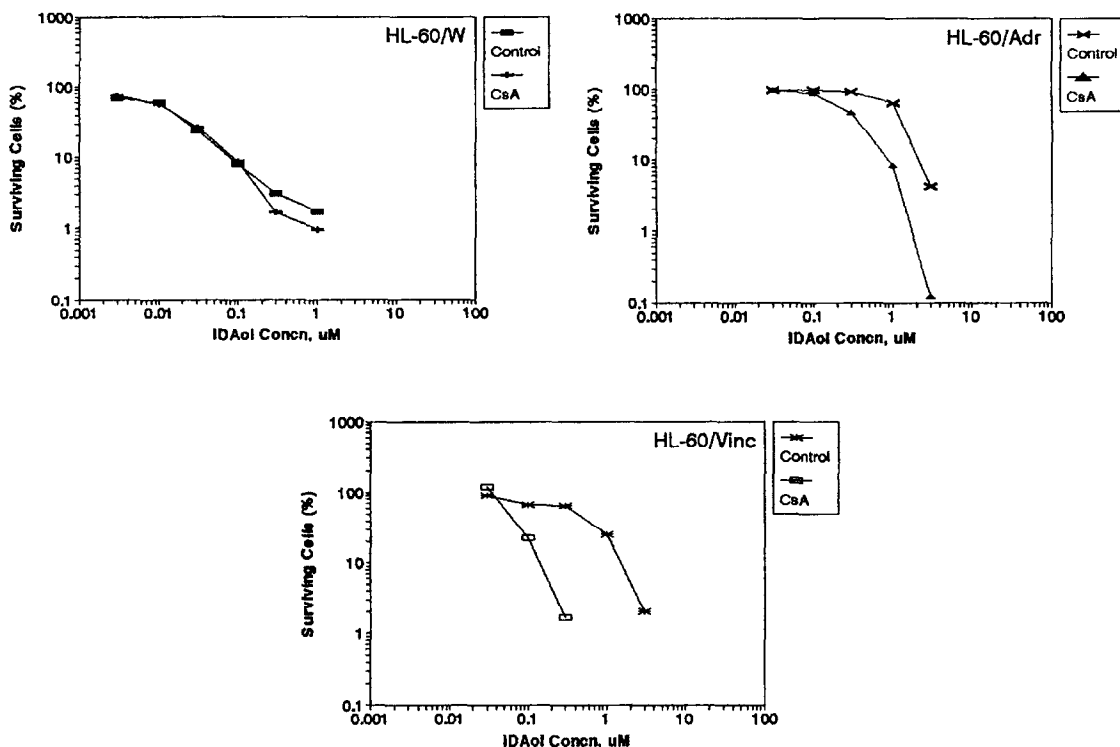 HL-60/W
1000
100
10
1
0.1
Surviving Cells (%)
0.001 0.01 0.1 1 10 100
IDAol Concn, uM
Control
CsA
HL-60/Adr
1000
100
10
1
0.1
Surviving Cells (%)
0.001 0.01 0.1 1 10 100
IDAol Concn, uM
Control
CsA
HL-60/Vinc
1000
100
10
1
0.1
Surviving Cells (%)
0.001 0.01 0.1 1 10 100
IDAol Concn, uM
Control
CsA